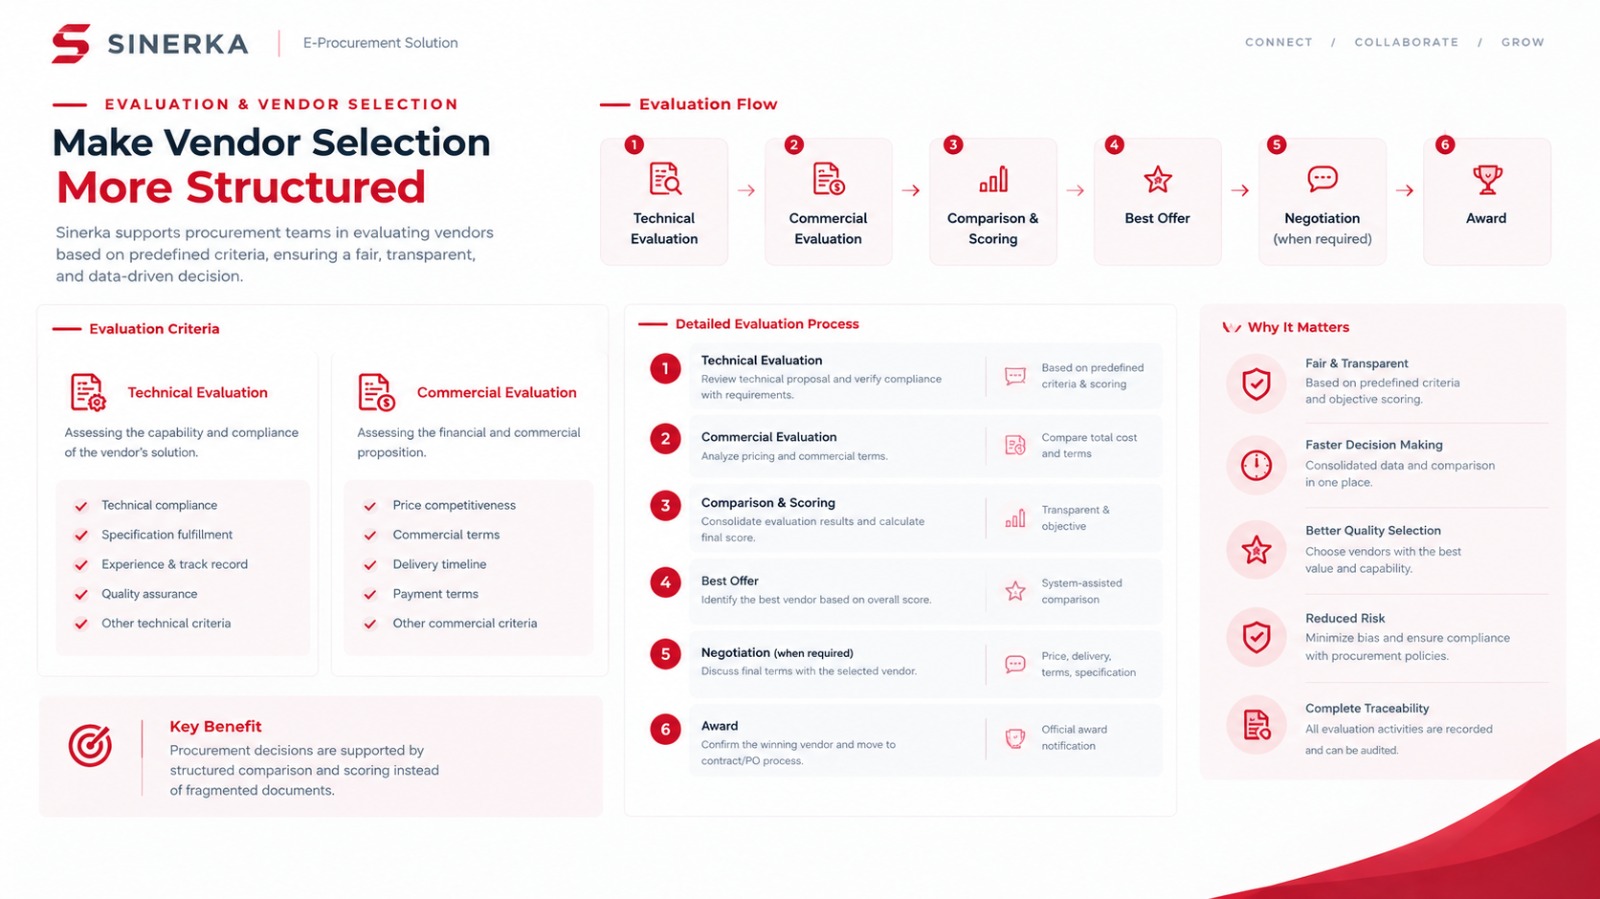 SINERKA
E-Procurement Solution
CONNECT / COLLABORATE / GROW
EVALUATION & VENDOR SELECTION
Make Vendor Selection
More Structured
Sinerka supports procurement teams in evaluating vendors
based on predefined criteria, ensuring a fair, transparent,
and data-driven decision.
Evaluation Flow
1
Technical
Evaluation
2
Commercial
Evaluation
3
Comparison &
Scoring
4
Best Offer
5
Negotiation
(when required)
6
Award
Evaluation Criteria
Technical Evaluation
Assessing the capability and compliance
of the vendor's solution.
Technical compliance
Specification fulfillment
Experience & track record
Quality assurance
Other technical criteria
Commercial Evaluation
Assessing the financial and commercial
proposition.
Price competitiveness
Commercial terms
Delivery timeline
Payment terms
Other commercial criteria
Key Benefit
Procurement decisions are supported by
structured comparison and scoring instead
of fragmented documents.
Detailed Evaluation Process
1
Technical Evaluation
Review technical proposal and verify compliance
with requirements.
Based on predefined
criteria & scoring
2
Commercial Evaluation
Analyze pricing and commercial terms.
Compare total cost
and terms
3
Comparison & Scoring
Consolidate evaluation results and calculate
final score.
Transparent &
objective
4
Best Offer
Identify the best vendor based on overall score.
System-assisted
comparison
5
Negotiation (when required)
Discuss final terms with the selected vendor.
Price, delivery,
terms, specification
6
Award
Confirm the winning vendor and move to
contract/PO process.
Official award
notification
Why It Matters
Fair & Transparent
Based on predefined criteria
and objective scoring.
Faster Decision Making
Consolidated data and comparison
in one place.
Better Quality Selection
Choose vendors with the best
value and capability.
Reduced Risk
Minimize bias and ensure compliance
with procurement policies.
Complete Traceability
All evaluation activities are recorded
and can be audited.